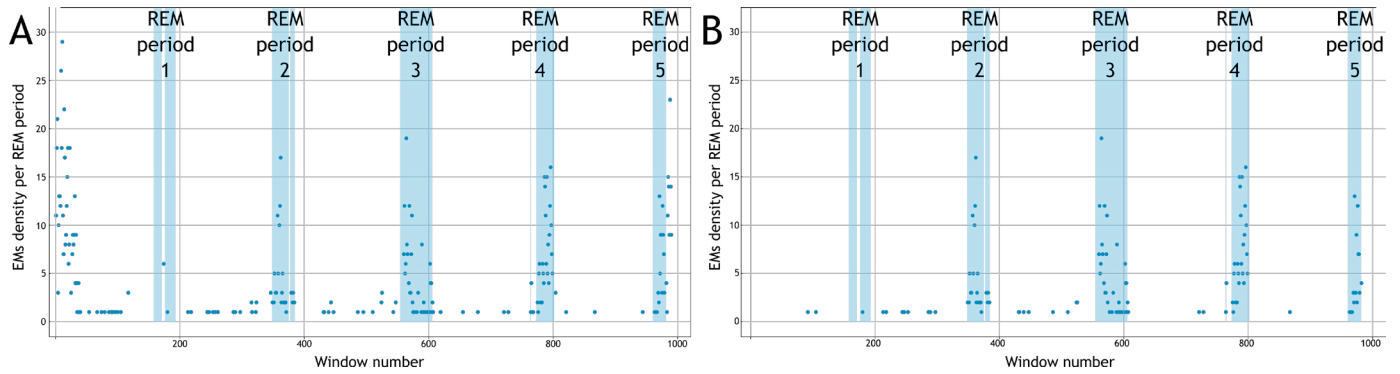 A
REM period 1
REM period 2
REM period 3
REM period 4
REM period 5
EMs density per REM period
30
25
20
15
10
5
0
200
400
600
800
1000
Window number
B
REM period 1
REM period 2
REM period 3
REM period 4
REM period 5
EMs density per REM period
30
25
20
15
10
5
0
200
400
600
800
1000
Window number